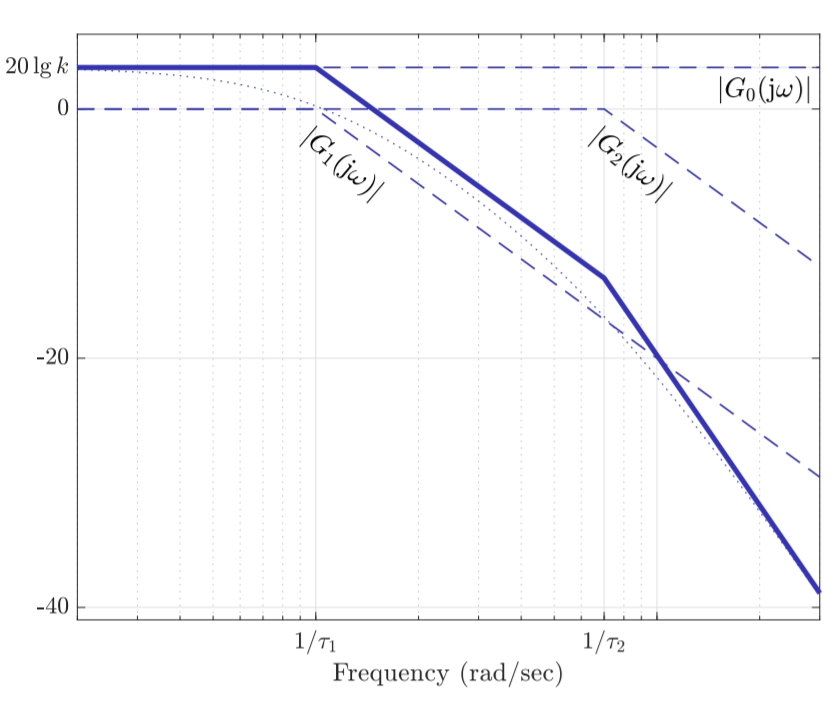 20 lg k
|G₀(jω)|
0
|G₁(jω)|
|G₂(jω)|
-20
-40
1/τ₁
1/τ₂
Frequency (rad/sec)